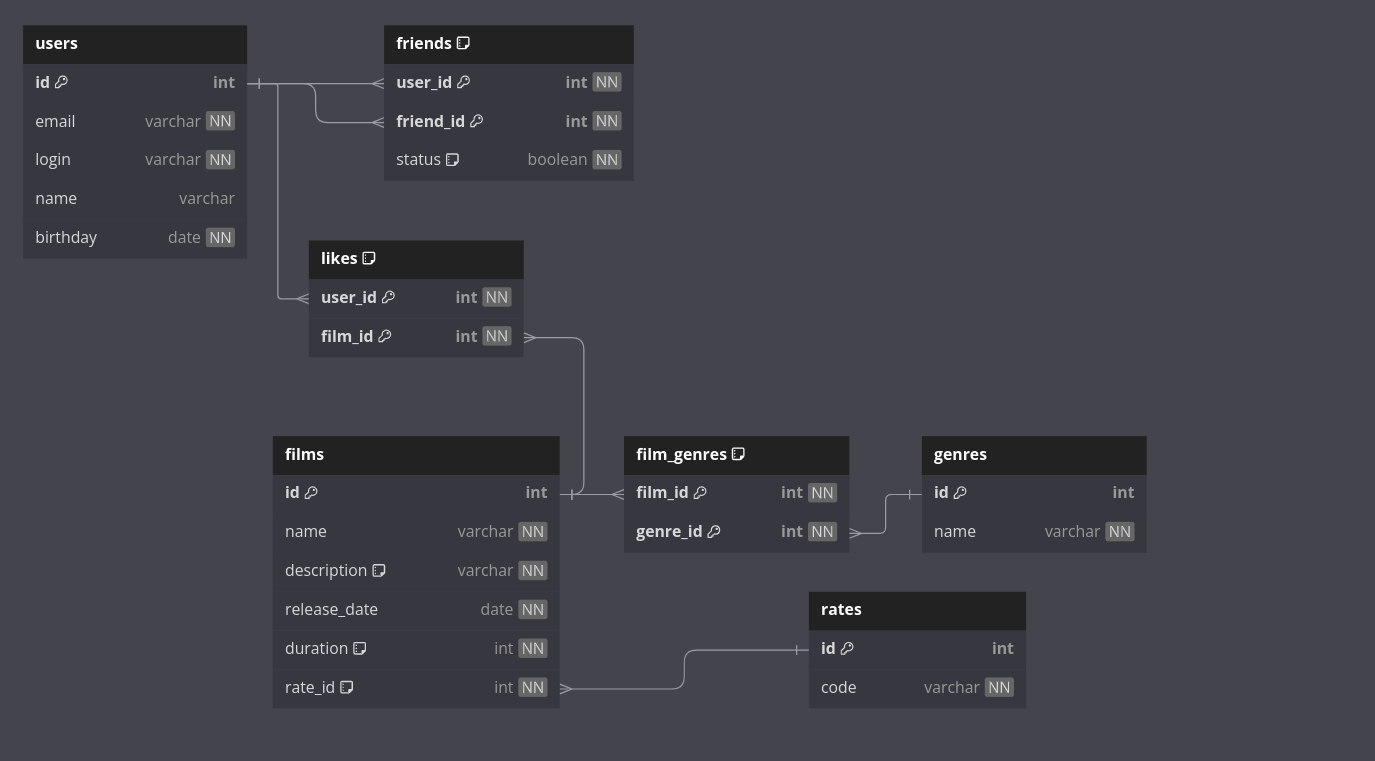 users
id int
email varchar NN
login varchar NN
name varchar
birthday date NN
friends
user_id int NN
friend_id int NN
status boolean NN
likes
user_id int NN
film_id int NN
films
id int
name varchar NN
description varchar NN
release_date date NN
duration int NN
rate_id int NN
film_genres
film_id int NN
genre_id int NN
genres
id int
name varchar NN
rates
id int
code varchar NN